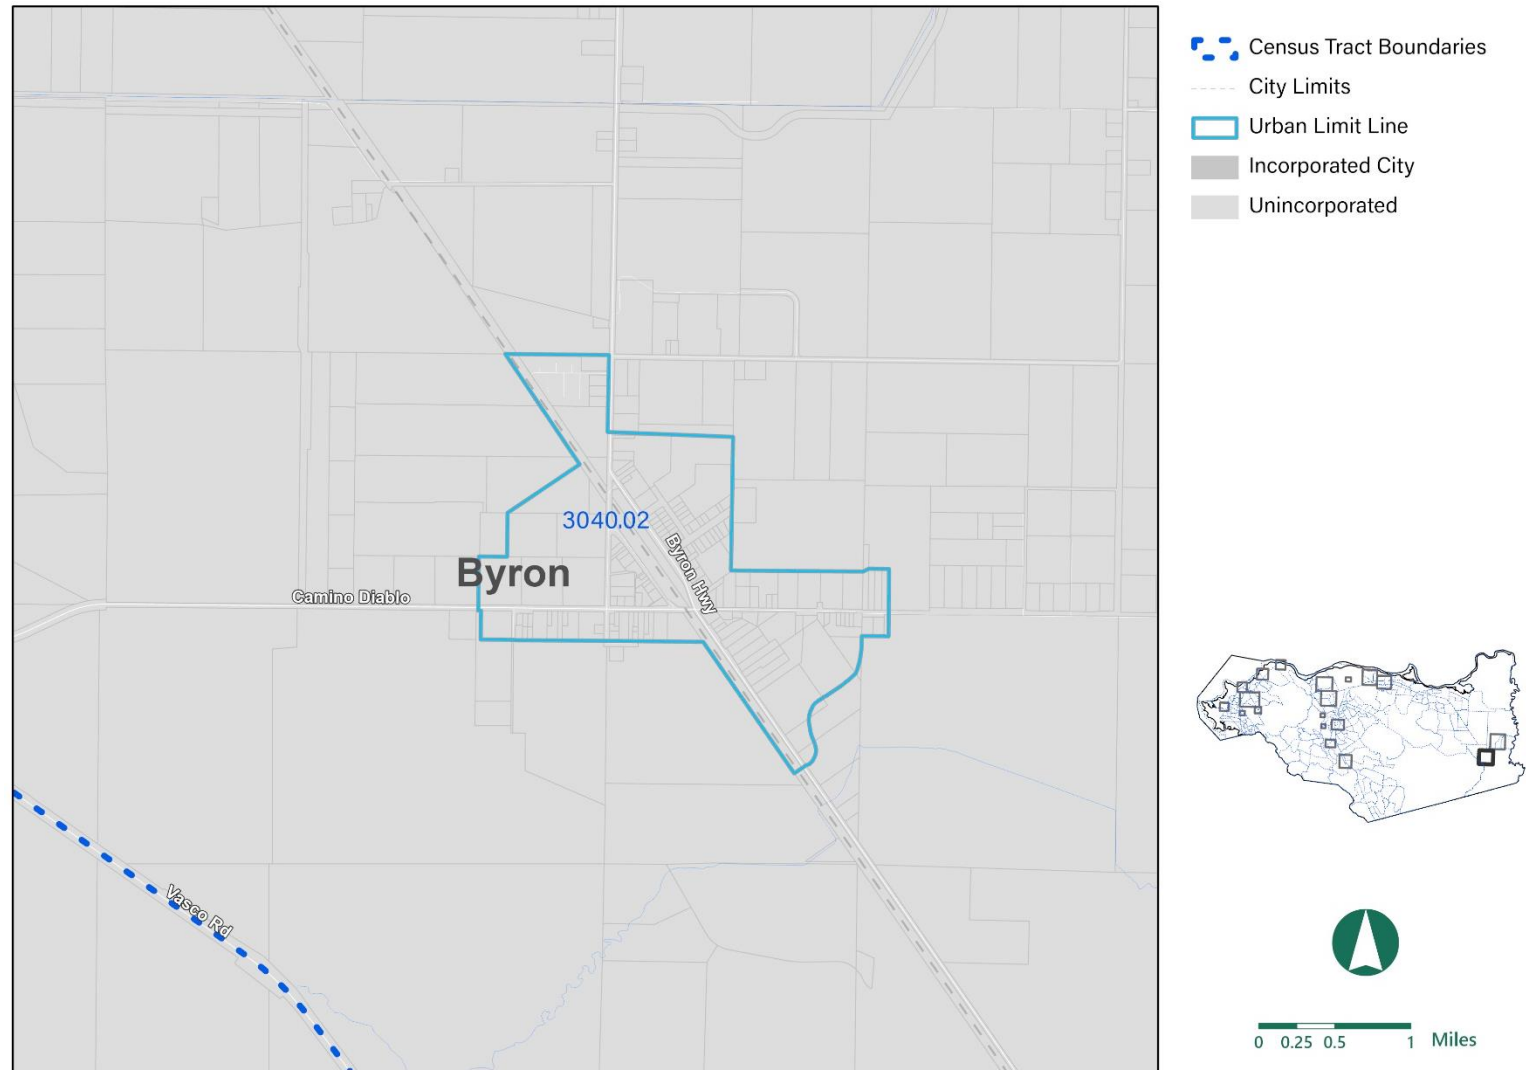 Census Tract Boundaries
City Limits
Urban Limit Line
Incorporated City
Unincorporated
3040.02
Byron
Byron Hwy
Camino Diablo
Vasco Rd
0 0.25 0.5 1 Miles